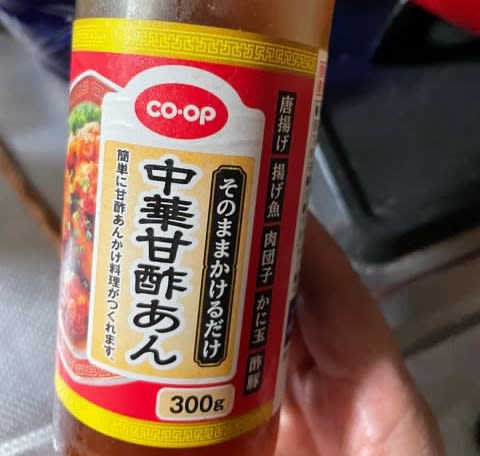 CO·OP
そのままかけるだけ
中華甘酢あん
簡単に甘酢あんかけ料理がつくれます。
唐揚げ
揚げ魚
肉団子
かに玉
酢豚
300g